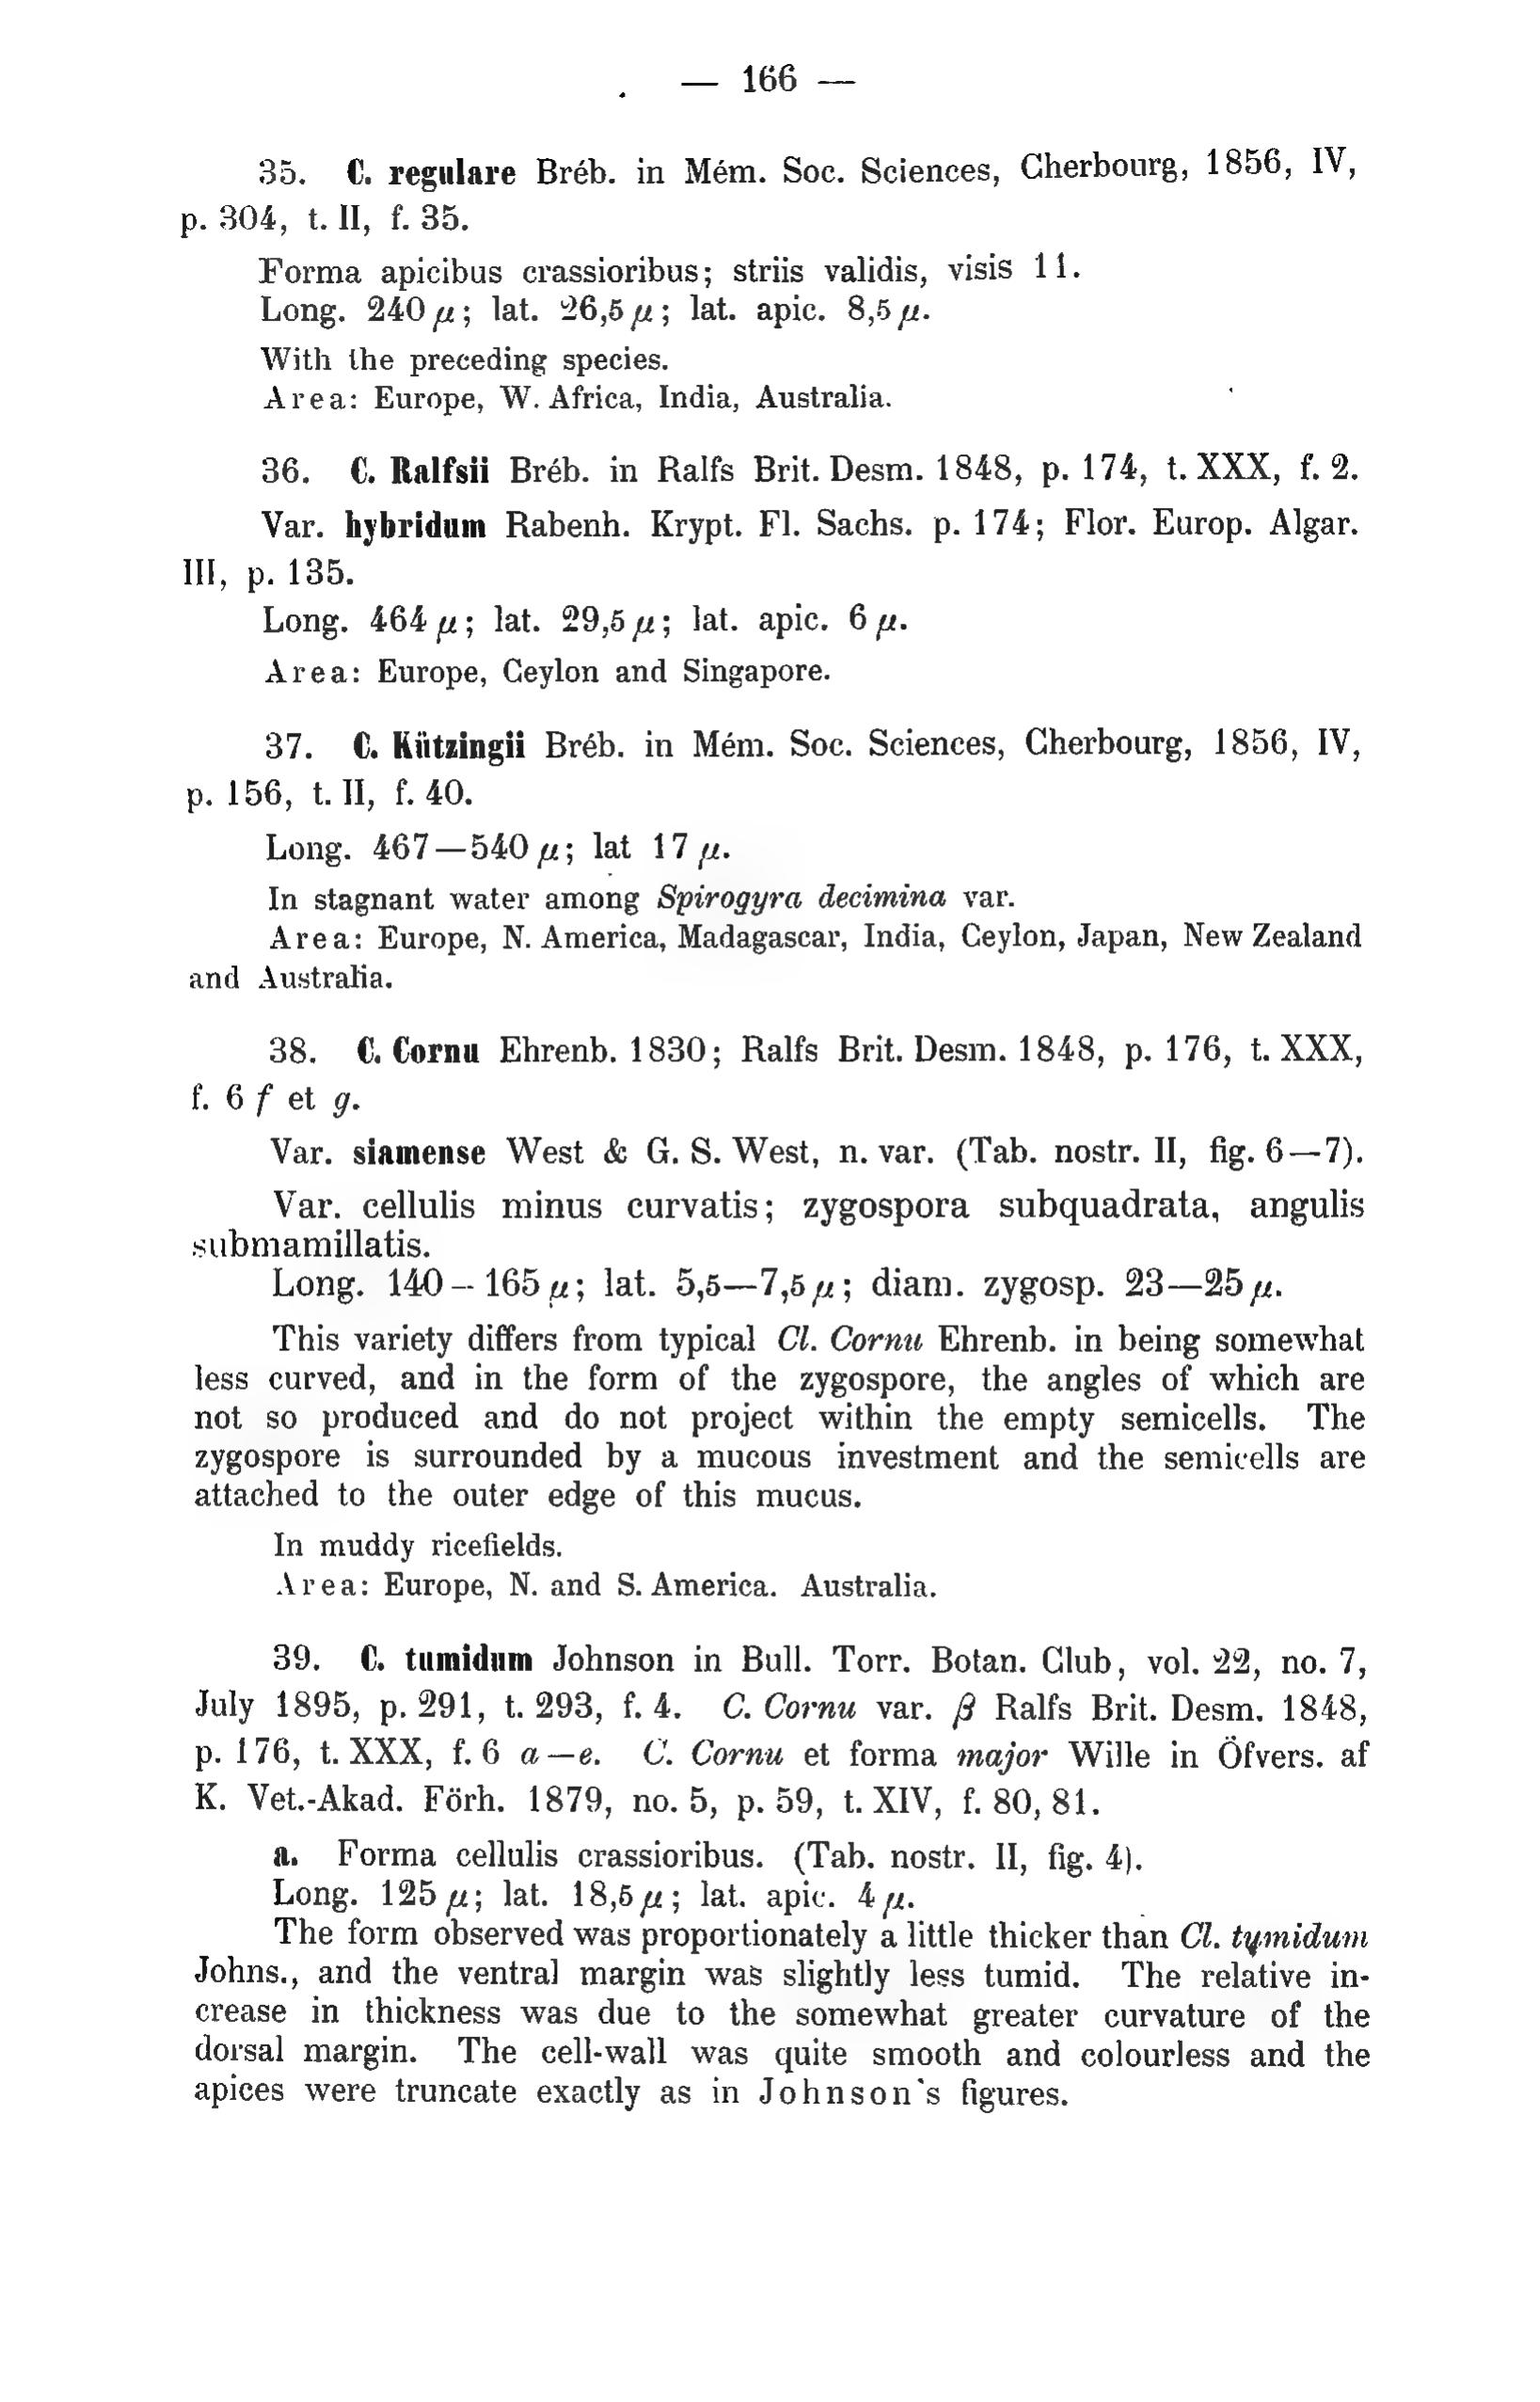 — 166 —
35. C. regulare Bréb. in Mém. Soc. Sciences, Cherbourg, 1856, IV,
p. 304, t. II, f. 35.
Forma apicibus crassioribus; striis validis, visis 11.
Long. 240 µ; lat. 26,5 µ; lat. apic. 8,5 µ.
With the preceding species.
Area: Europe, W. Africa, India, Australia.
36. C. Ralfsii Bréb. in Ralfs Brit. Desm. 1848, p. 174, t. XXX, f. 2.
Var. hybridum Rabenh. Krypt. Fl. Sachs. p. 174; Flor. Europ. Algar.
III, p. 135.
Long. 464 µ; lat. 29,5 µ; lat. apic. 6 µ.
Area: Europe, Ceylon and Singapore.
37. C. Kützingii Bréb. in Mém. Soc. Sciences, Cherbourg, 1856, IV,
p. 156, t. II, f. 40.
Long. 467—540 µ; lat 17 µ.
In stagnant water among Spirogyra decimina var.
Area: Europe, N. America, Madagascar, India, Ceylon, Japan, New Zealand
and Australia.
38. C. Cornu Ehrenb. 1830; Ralfs Brit. Desm. 1848, p. 176, t. XXX,
f. 6 f et g.
Var. siamense West & G. S. West, n. var. (Tab. nostr. II, fig. 6—7).
Var. cellulis minus curvatis; zygospora subquadrata, angulis
submamillatis.
Long. 140–165 µ; lat. 5,5—7,5 µ; diam. zygosp. 23—25 µ.
This variety differs from typical Cl. Cornu Ehrenb. in being somewhat
less curved, and in the form of the zygospore, the angles of which are
not so produced and do not project within the empty semicells. The
zygospore is surrounded by a mucous investment and the semicells are
attached to the outer edge of this mucus.
In muddy ricefields.
Area: Europe, N. and S. America. Australia.
39. C. tumidum Johnson in Bull. Torr. Botan. Club, vol. 22, no. 7,
July 1895, p. 291, t. 293, f. 4. C. Cornu var. β Ralfs Brit. Desm. 1848,
p. 176, t. XXX, f. 6 a—e. C. Cornu et forma major Wille in Öfvers. af
K. Vet.-Akad. Förh. 1879, no. 5, p. 59, t. XIV, f. 80, 81.
a. Forma cellulis crassioribus. (Tab. nostr. II, fig. 4).
Long. 125 µ; lat. 18,5 µ; lat. apic. 4 µ.
The form observed was proportionately a little thicker than Cl. tumidum
Johns., and the ventral margin was slightly less tumid. The relative in-
crease in thickness was due to the somewhat greater curvature of the
dorsal margin. The cell-wall was quite smooth and colourless and the
apices were truncate exactly as in Johnson's figures.